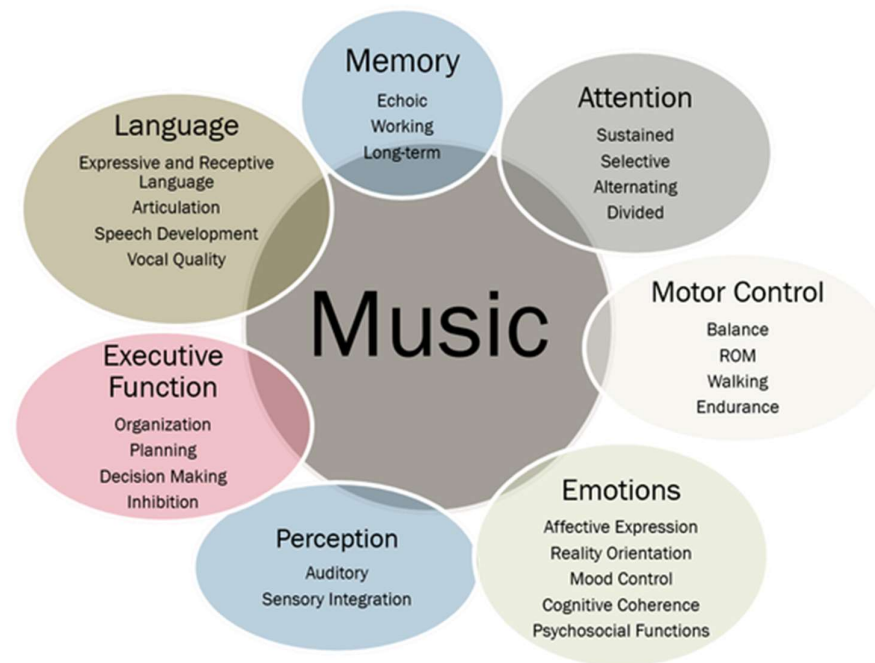 Memory
Echoic
Working
Long-term
Attention
Sustained
Selective
Alternating
Divided
Language
Expressive and Receptive
Language
Articulation
Speech Development
Vocal Quality
Music
Motor Control
Balance
ROM
Walking
Endurance
Executive
Function
Organization
Planning
Decision Making
Inhibition
Emotions
Affective Expression
Reality Orientation
Mood Control
Cognitive Coherence
Psychosocial Functions
Perception
Auditory
Sensory Integration